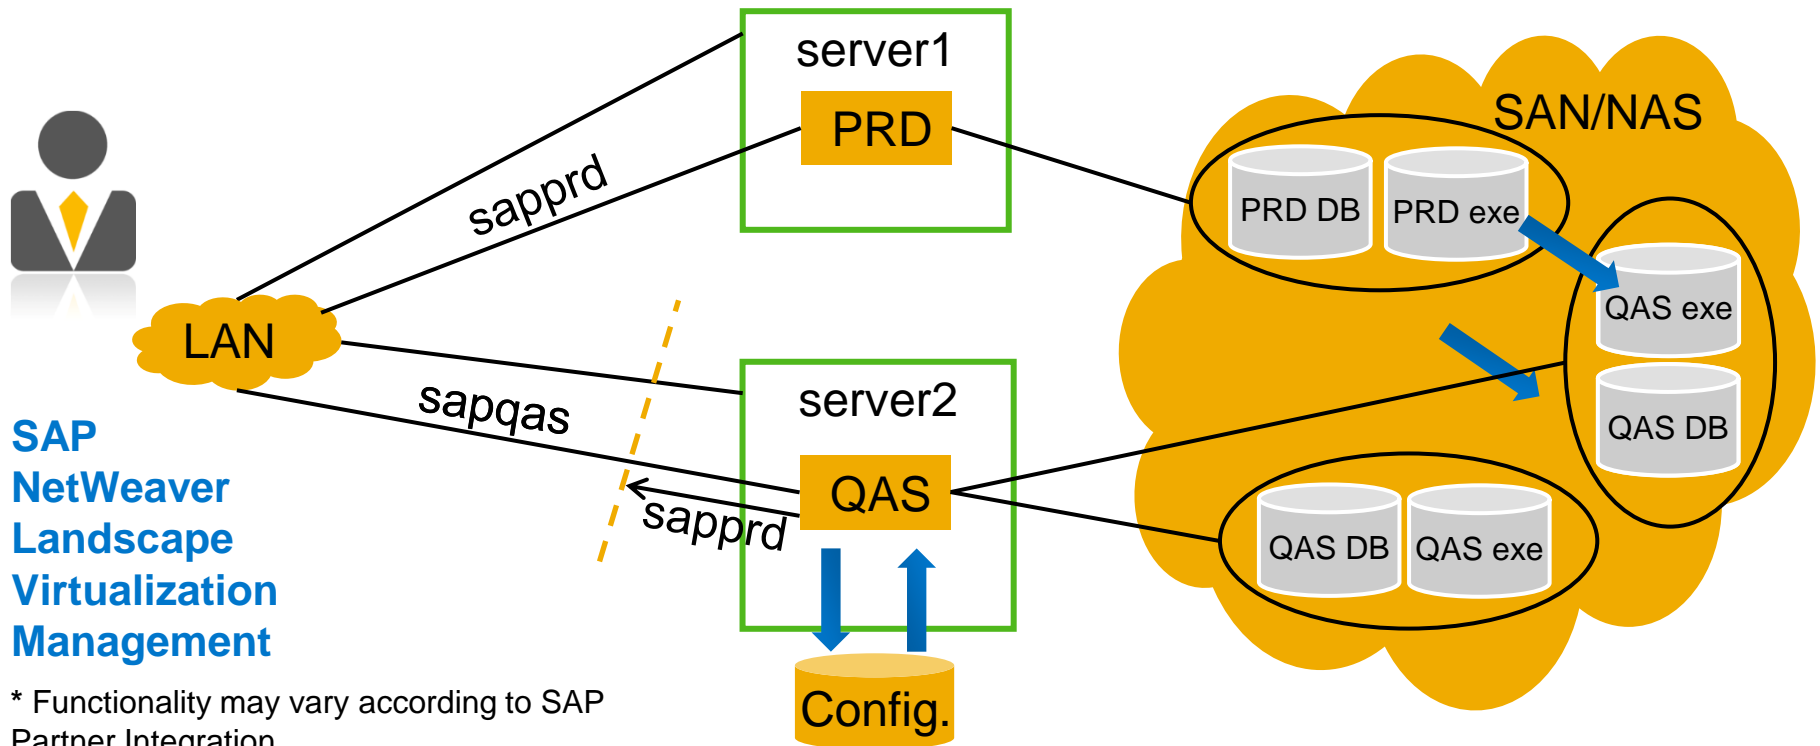 server1
PRD
SAN/NAS
sapprd
PRD DB
PRD exe
QAS exe
LAN
sapqas
server2
QAS DB
SAP
NetWeaver
Landscape
Virtualization
Management
QAS
sapprd
QAS DB
QAS exe
Config.
* Functionality may vary according to SAP
Partner Integration